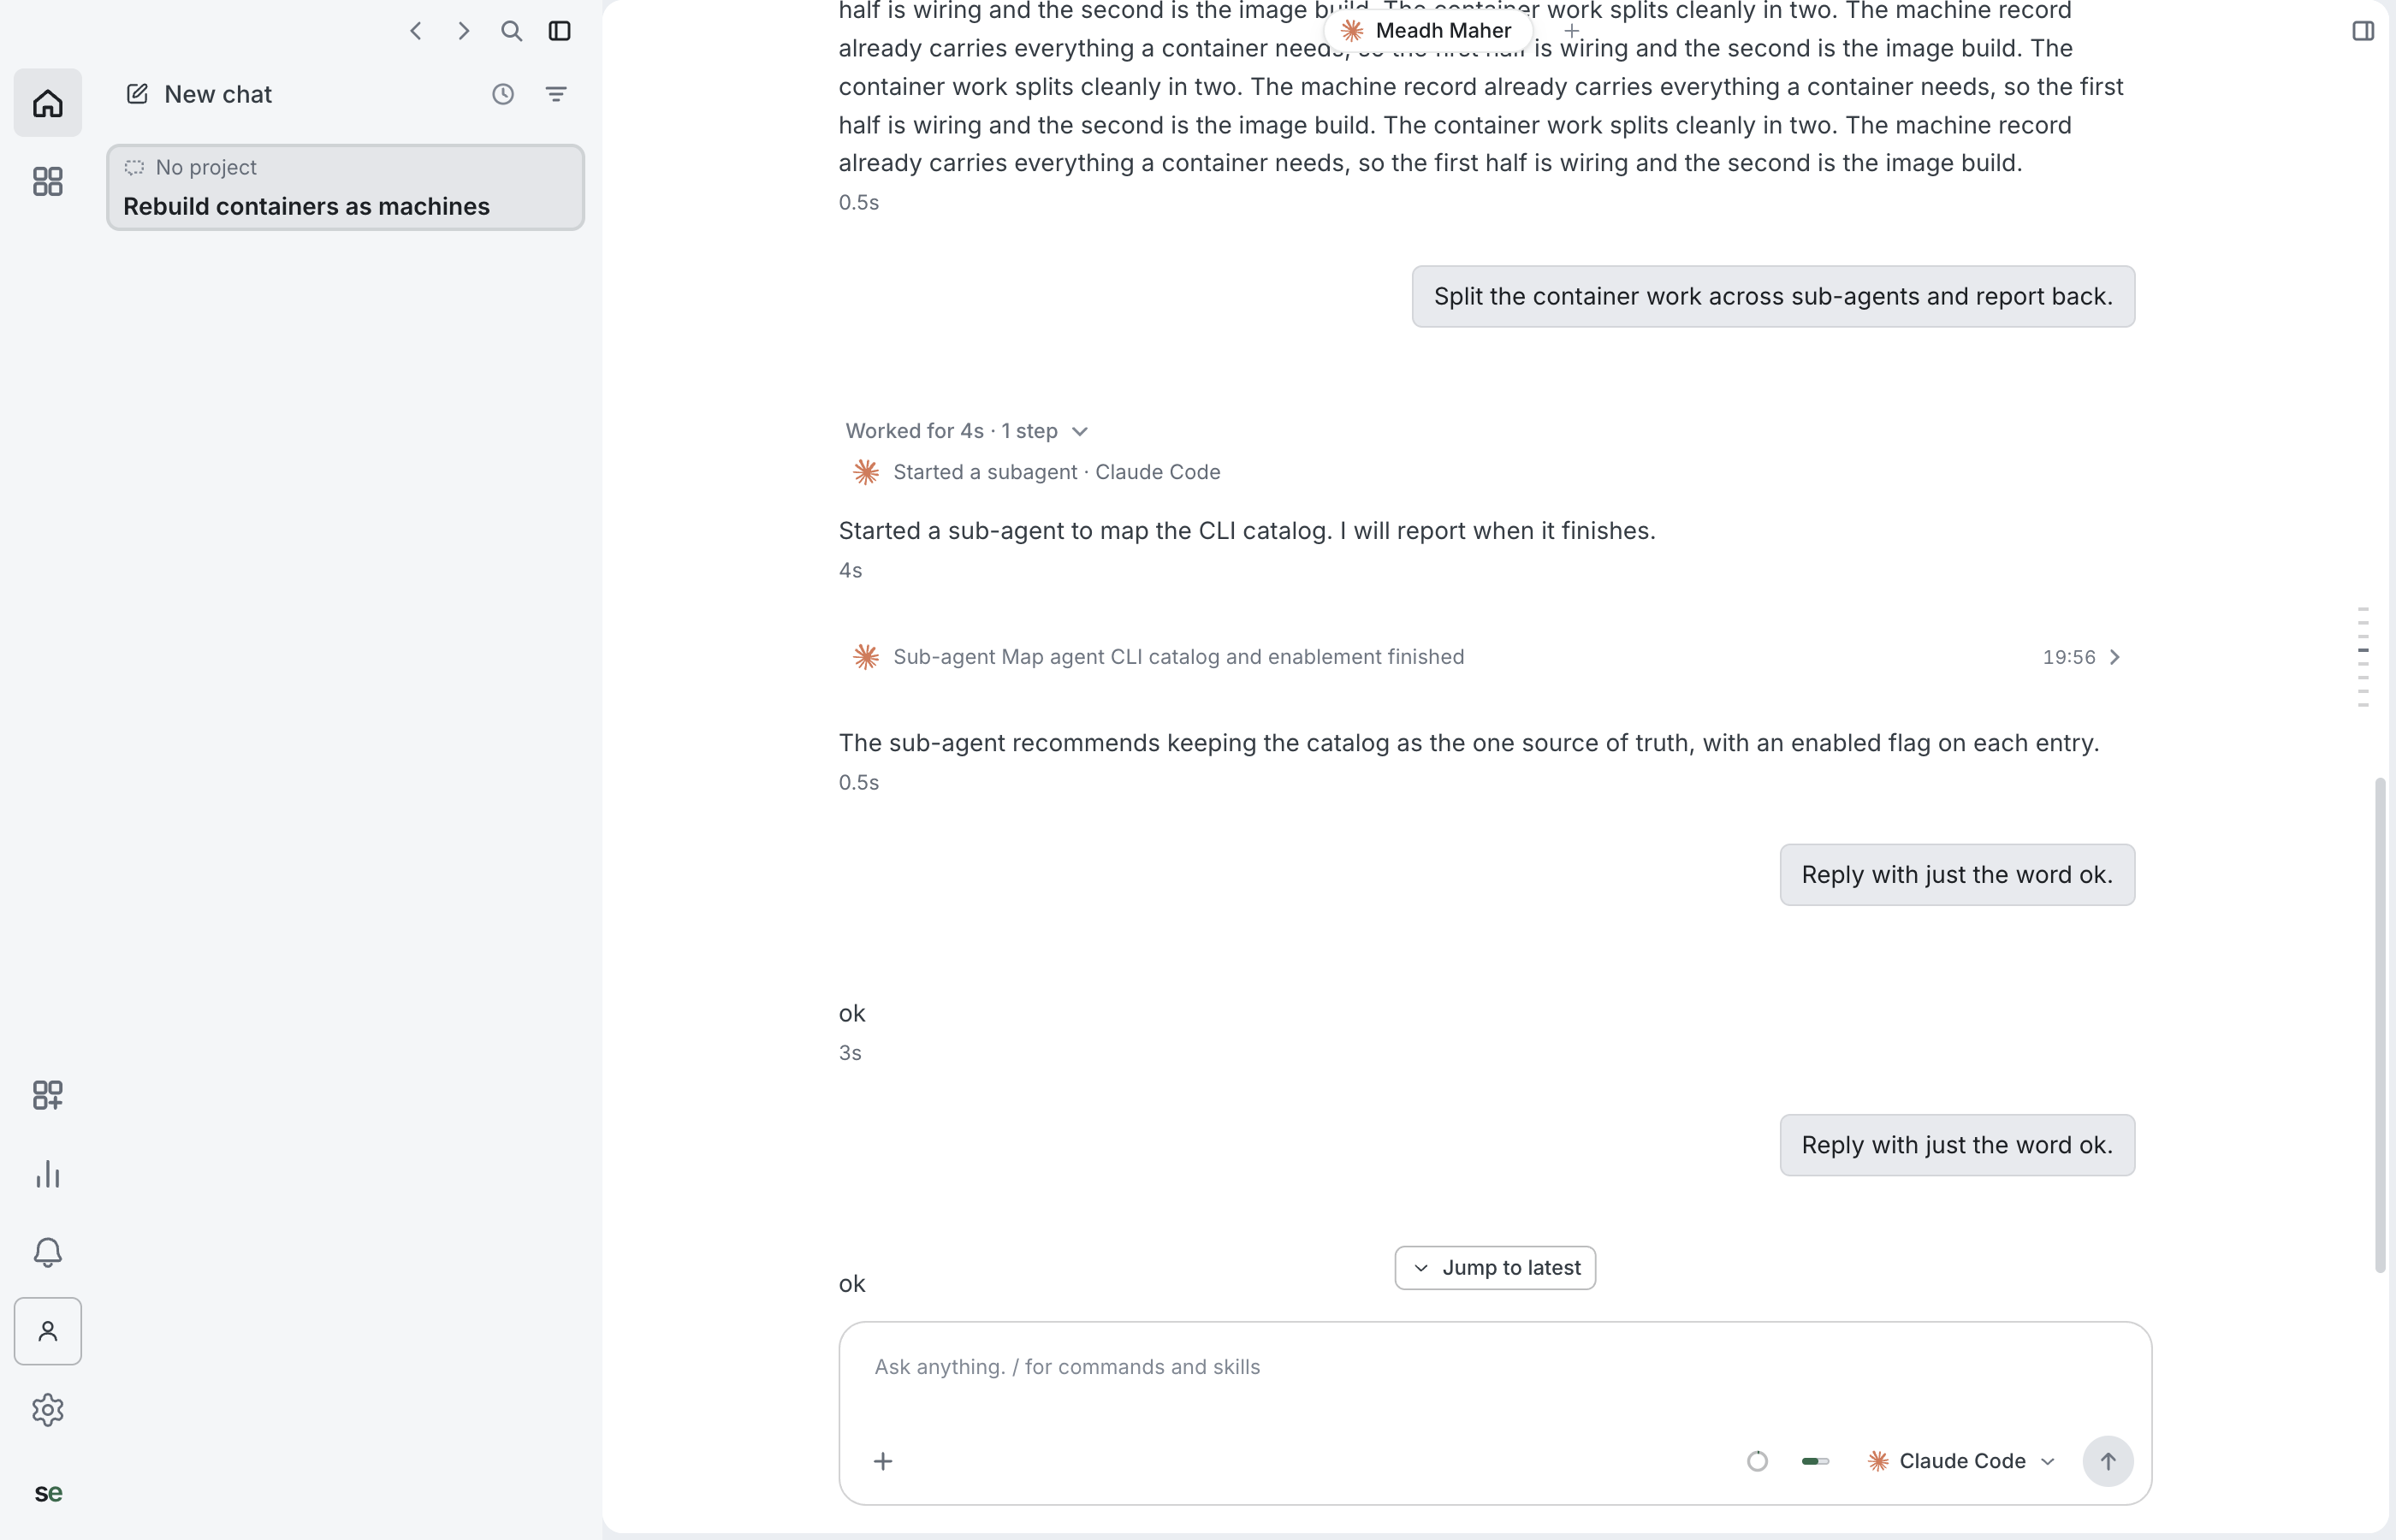 half is wiring and the second is the image build. The container work splits cleanly in two. The machine record
Meadh Maher
already carries everything a container needs, so the first half is wiring and the second is the image build. The
container work splits cleanly in two. The machine record already carries everything a container needs, so the first
half is wiring and the second is the image build. The container work splits cleanly in two. The machine record
already carries everything a container needs, so the first half is wiring and the second is the image build.
0.5s
New chat
No project
Rebuild containers as machines
Split the container work across sub-agents and report back.
Worked for 4s · 1 step
Started a subagent · Claude Code
Started a sub-agent to map the CLI catalog. I will report when it finishes.
4s
Sub-agent Map agent CLI catalog and enablement finished
19:56
The sub-agent recommends keeping the catalog as the one source of truth, with an enabled flag on each entry.
0.5s
Reply with just the word ok.
ok
3s
Reply with just the word ok.
Jump to latest
ok
Ask anything. / for commands and skills
Claude Code
se